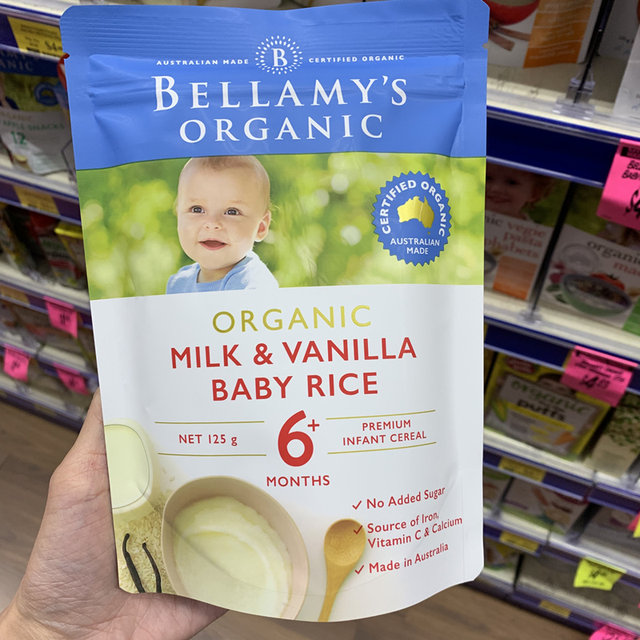 AUSTRALIAN MADE B CERTIFIED ORGANIC
BELLAMY'S
ORGANIC
CERTIFIED ORGANIC
AUSTRALIAN
MADE
ORGANIC
MILK & VANILLA
BABY RICE
NET 125 g
6+
MONTHS
PREMIUM
INFANT CEREAL
No Added Sugar
Source of Iron,
Vitamin C & Calcium
Made in Australia
organic